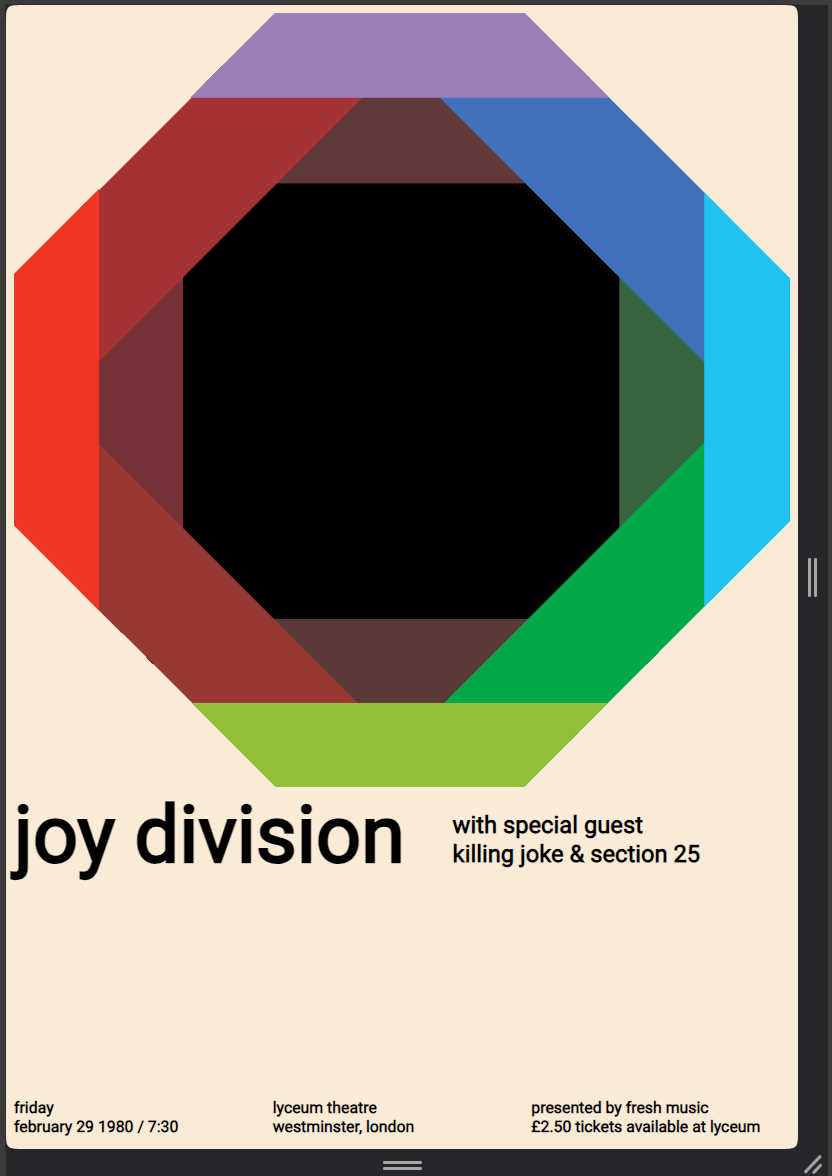 joy division
with special guest
killing joke & section 25
friday
february 29 1980 / 7:30
lyceum theatre
westminster, london
presented by fresh music
£2.50 tickets available at lyceum